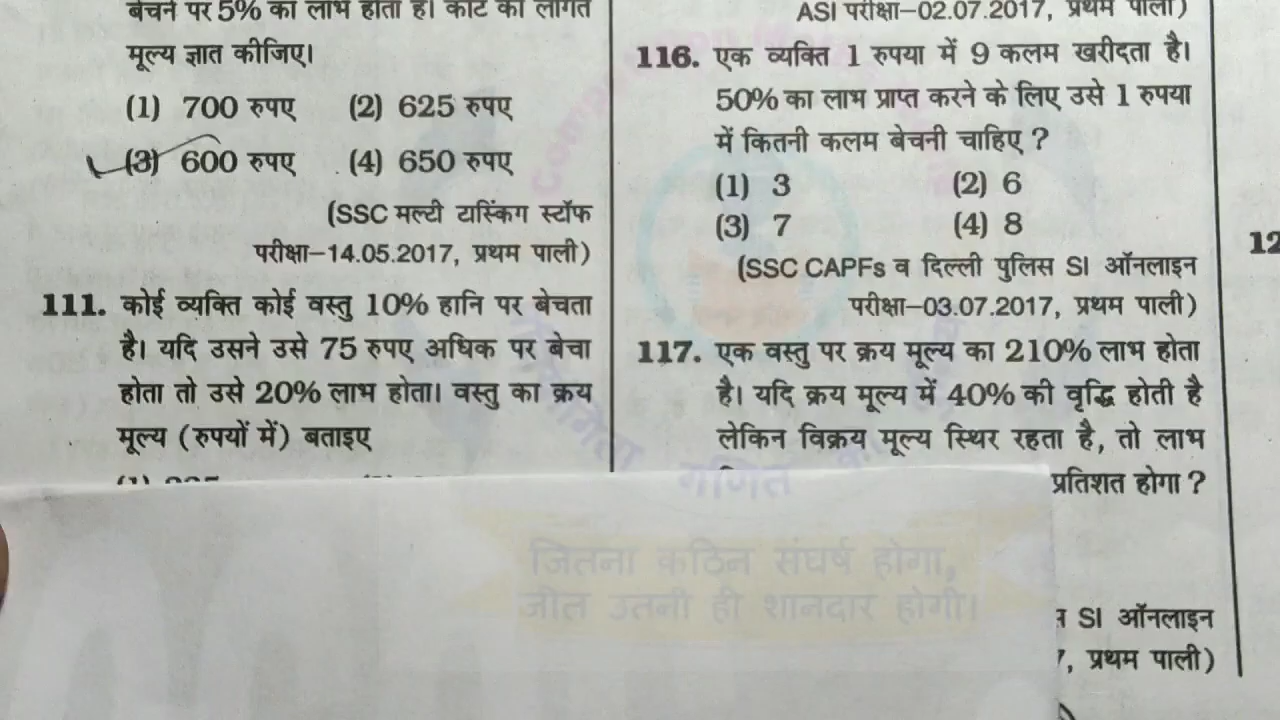 बेचने पर 5% का लाभ होता है। कोट का लागत
मूल्य ज्ञात कीजिए।
(1) 700 रुपए (2) 625 रुपए
(3) 600 रुपए (4) 650 रुपए
(SSC मल्टी टास्किंग स्टॉफ
परीक्षा–14.05.2017, प्रथम पाली)
111. कोई व्यक्ति कोई वस्तु 10% हानि पर बेचता
है। यदि उसने उसे 75 रुपए अधिक पर बेचा
होता तो उसे 20% लाभ होता। वस्तु का क्रय
मूल्य (रुपयों में) बताइए
ASI परीक्षा–02.07.2017, प्रथम पाली)
116. एक व्यक्ति 1 रुपया में 9 कलम खरीदता है।
50% का लाभ प्राप्त करने के लिए उसे 1 रुपया
में कितनी कलम बेचनी चाहिए ?
(1) 3 (2) 6
(3) 7 (4) 8
(SSC CAPFs व दिल्ली पुलिस SI ऑनलाइन
परीक्षा–03.07.2017, प्रथम पाली)
117. एक वस्तु पर क्रय मूल्य का 210% लाभ होता
है। यदि क्रय मूल्य में 40% की वृद्धि होती है
लेकिन विक्रय मूल्य स्थिर रहता है, तो लाभ
प्रतिशत होगा ?
SI ऑनलाइन
, प्रथम पाली)
12
गणित
जितना कठिन संघर्ष होगा,
जीत उतनी ही शानदार होगी।